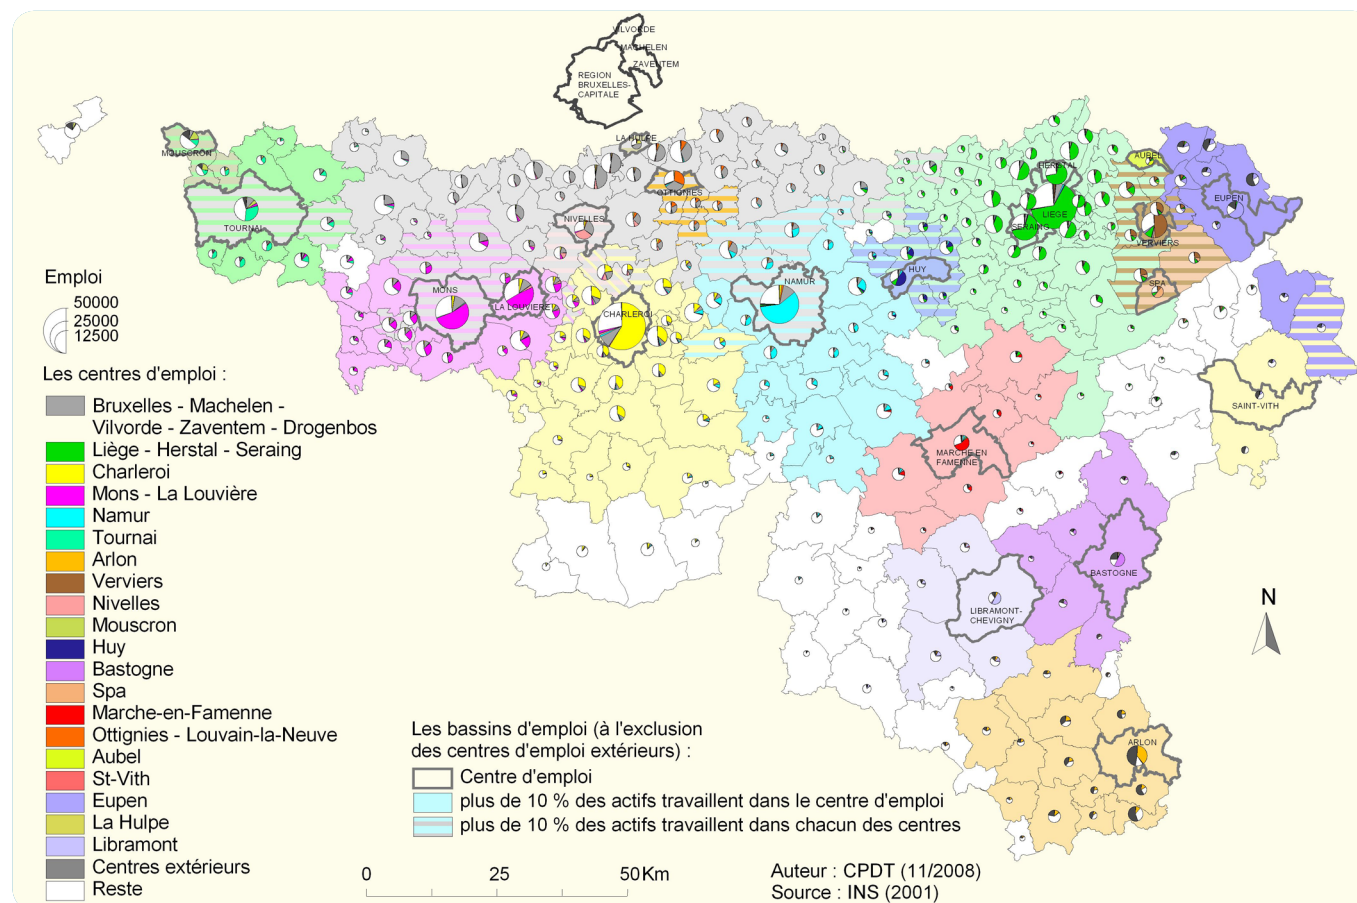 VILVORDE
MACHELEN
ZAVENTEM
REGION
BRUXELLES-
CAPITALE
LA HULPE
MOUSCRON
TOURNAI
OTTIGNIES
NIVELLES
HERSTAL
AUBEL
LIEGE
SERAING
EUPEN
VERVIERS
HUY
SPA
MONS
LA LOUVIERE
CHARLEROI
NAMUR
SAINT-VITH
MARCHE-EN
FAMENNE
BASTOGNE
LIBRAMONT-
CHEVIGNY
ARLON
N
Emploi
50000
25000
12500
Les centres d'emploi :
Bruxelles - Machelen -
Vilvorde - Zaventem - Drogenbos
Liège - Herstal - Seraing
Charleroi
Mons - La Louvière
Namur
Tournai
Arlon
Verviers
Nivelles
Mouscron
Huy
Bastogne
Spa
Marche-en-Famenne
Ottignies - Louvain-la-Neuve
Aubel
St-Vith
Eupen
La Hulpe
Libramont
Centres extérieurs
Reste
Les bassins d'emploi (à l'exclusion
des centres d'emploi extérieurs) :
Centre d'emploi
plus de 10 % des actifs travaillent dans le centre d'emploi
plus de 10 % des actifs travaillent dans chacun des centres
0 25 50 Km
Auteur : CPDT (11/2008)
Source : INS (2001)